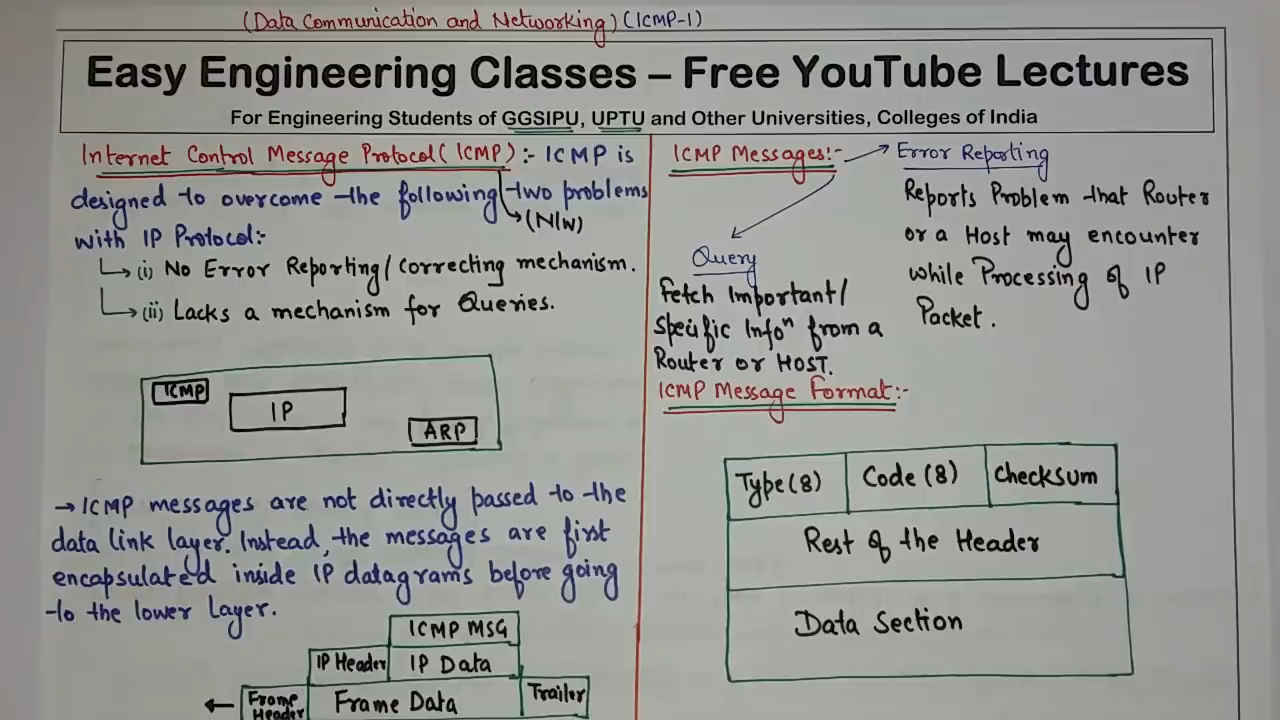 (Data Communication and Networking) (ICMP-1)
Easy Engineering Classes – Free YouTube Lectures
For Engineering Students of GGSIPU, UPTU and Other Universities, Colleges of India
Internet Control Message Protocol (ICMP) :- ICMP is
designed to overcome the following two problems
(N/W)
with IP Protocol:-
(i) No Error Reporting/correcting mechanism.
(ii) Lacks a mechanism for Queries.
ICMP
IP
ARP
→ ICMP messages are not directly passed to the
data link layer. Instead, the messages are first
encapsulated inside IP datagrams before going
to the lower Layer.
ICMP MSG
IP Header IP Data
Frame Header Frame Data Trailer
ICMP Messages:-
Error Reporting
Reports Problem that Router
or a Host may encounter
while Processing of IP
Packet.
Query
Fetch Important/
Specific Infoⁿ from a
Router or HOST.
ICMP Message Format:-
Type(8) Code (8) Checksum
Rest of the Header
Data Section